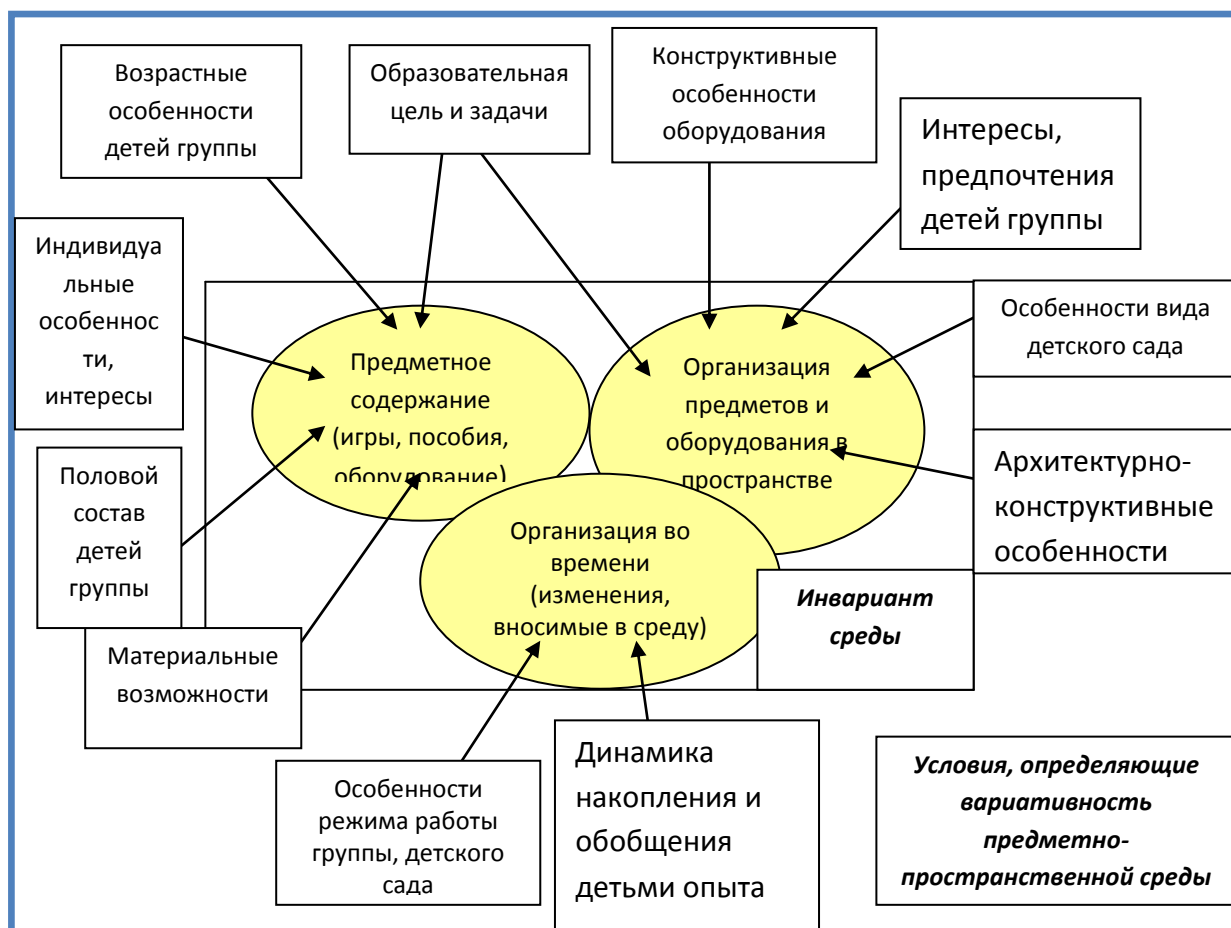 Возрастные
особенности
детей группы
Образовательная
цель и задачи
Конструктивные
особенности
оборудования
Интересы,
предпочтения
детей группы
Индивидуа
льные
особеннос
ти,
интересы
Особенности вида
детского сада
Предметное
содержание
(игры, пособия,
оборудование)
Организация
предметов и
оборудования в
пространстве
Половой
состав
детей
группы
Архитектурно-
конструктивные
особенности
Организация во
времени
(изменения,
вносимые в среду)
Инвариант
среды
Материальные
возможности
Особенности
режима работы
группы, детского
сада
Динамика
накопления и
обобщения
детьми опыта
Условия, определяющие
вариативность
предметно-
пространственной среды